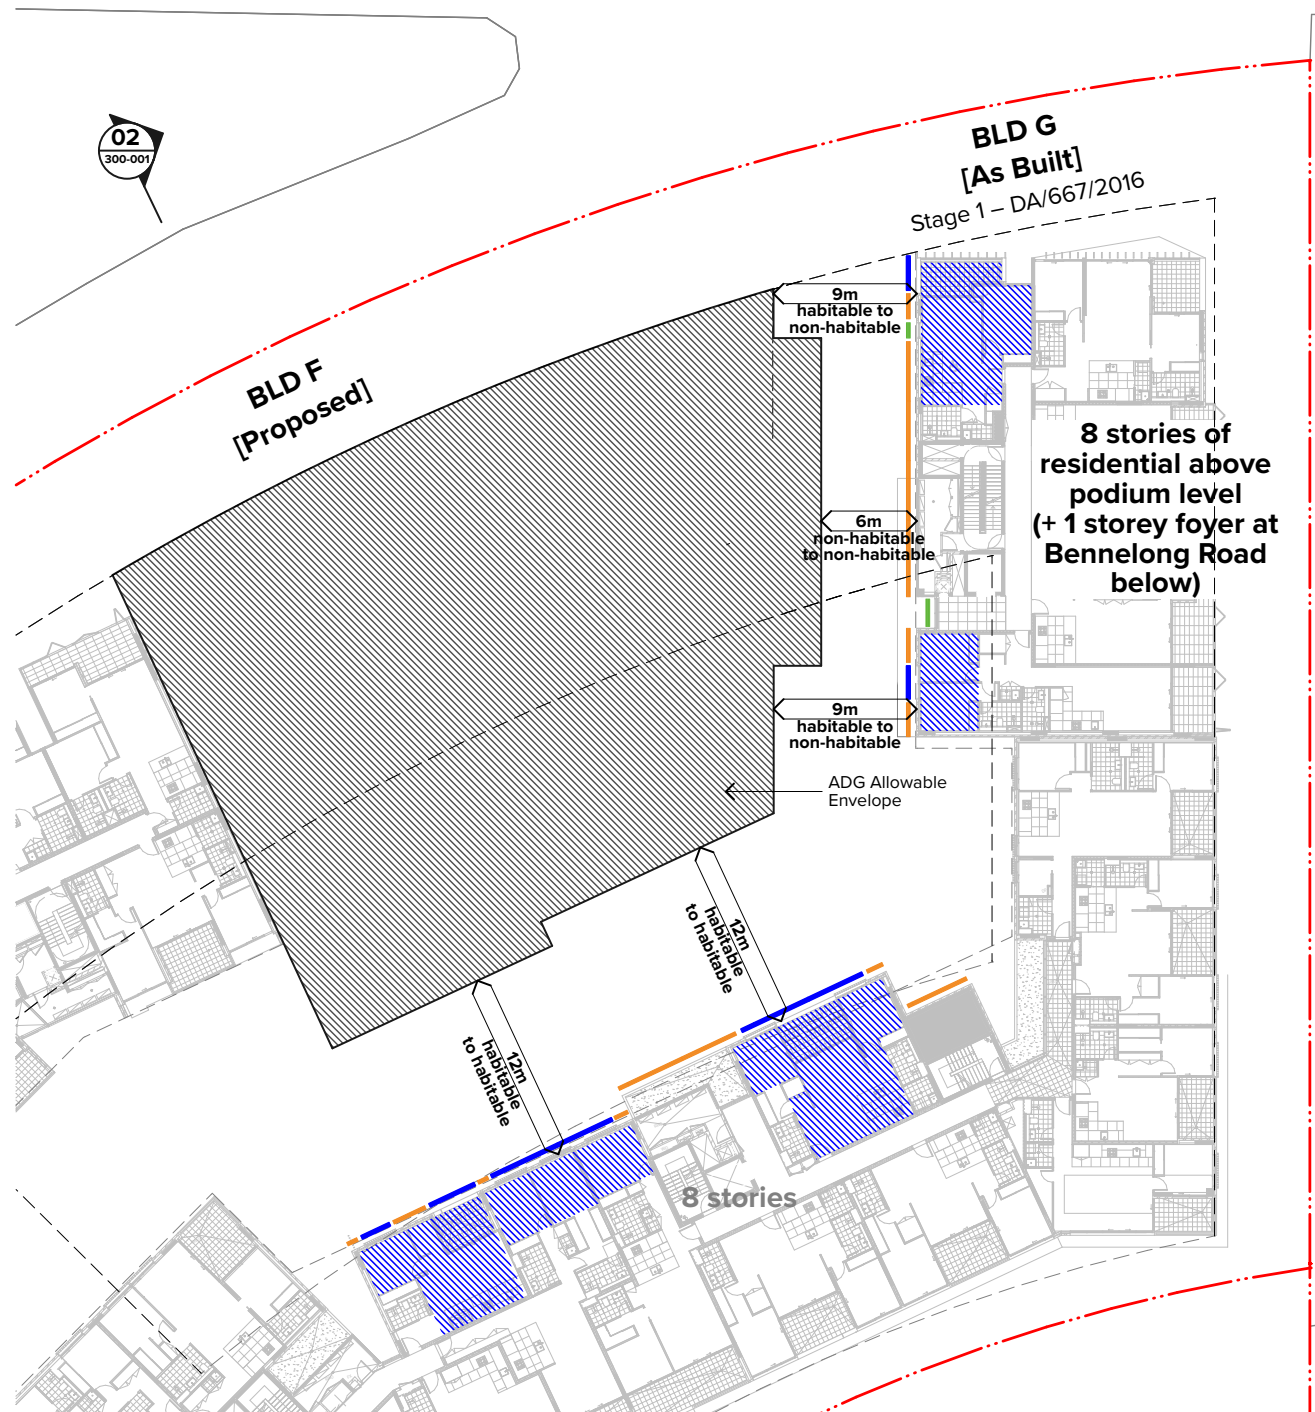 02
300-001
BLD G
[As Built]
Stage 1 – DA/667/2016
9m
habitable to
non-habitable
BLD F
[Proposed]
8 stories of
residential above
podium level
(+ 1 storey foyer at
Bennelong Road
below)
6m
non-habitable
to non-habitable
9m
habitable to
non-habitable
ADG Allowable
Envelope
12m
habitable
to habitable
12m
habitable
to habitable
8 stories